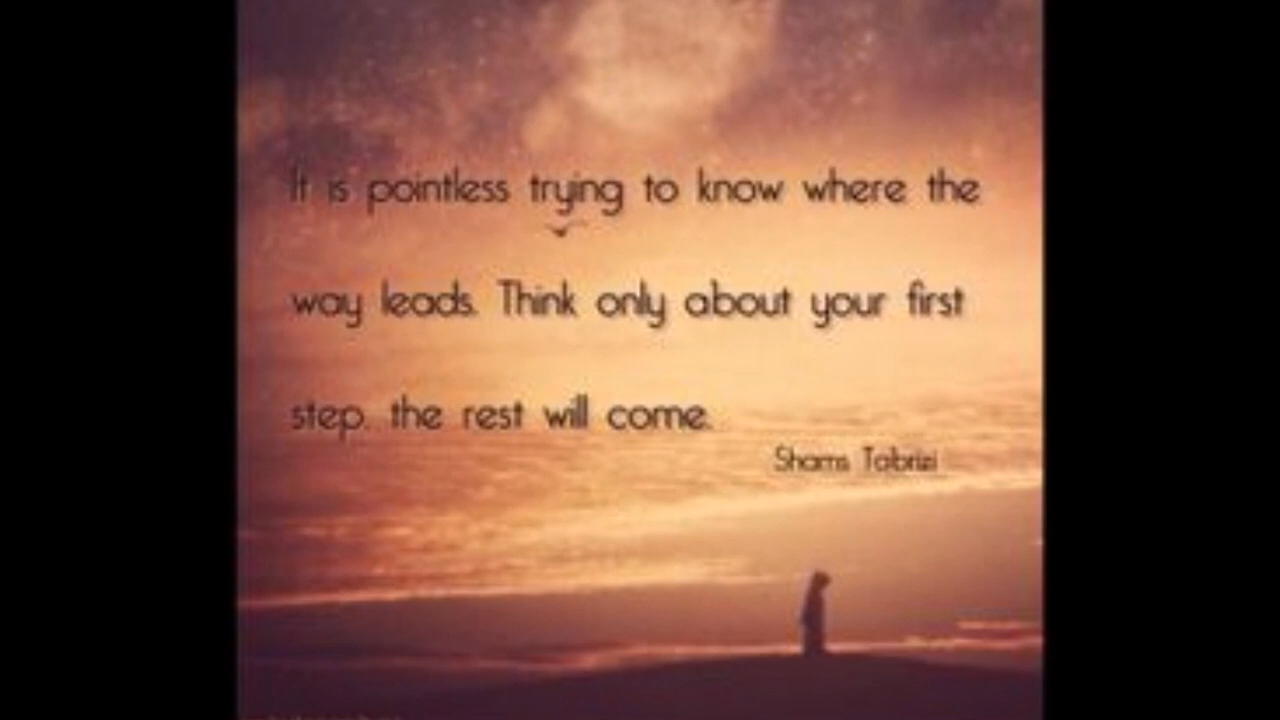 It is pointless trying to know where the
way leads. Think only about your first
step. the rest will come.
Shams Tabrizi